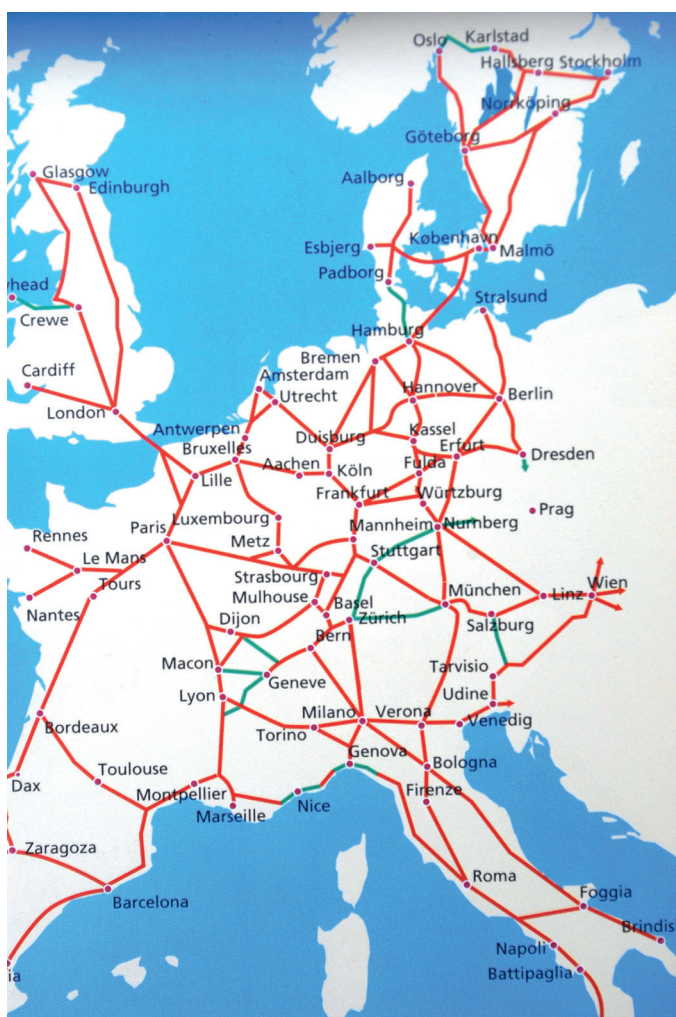 Oslo
Karlstad
Hallsberg Stockholm
Norrköping
Göteborg
Glasgow
Edinburgh
Aalborg
København
Esbjerg
Malmö
Padborg
yhead
Crewe
Stralsund
Hamburg
Bremen
Cardiff
Amsterdam
Utrecht
Hannover
Berlin
London
Antwerpen
Bruxelles
Duisburg
Kassel
Erfurt
Dresden
Lille
Aachen
Köln
Fulda
Frankfurt
Würtzburg
Prag
Paris
Luxembourg
Mannheim
Nürnberg
Rennes
Metz
Stuttgart
Le Mans
Tours
Strasbourg
Mulhouse
München
Linz
Wien
Nantes
Dijon
Basel
Zürich
Salzburg
Bern
Macon
Geneve
Tarvisio
Lyon
Udine
Milano
Verona
Venedig
Bordeaux
Torino
Genova
Bologna
Toulouse
Dax
Montpellier
Nice
Firenze
Marseille
Zaragoza
Roma
Barcelona
Foggia
Brindis
Napoli
ia
Battipaglia